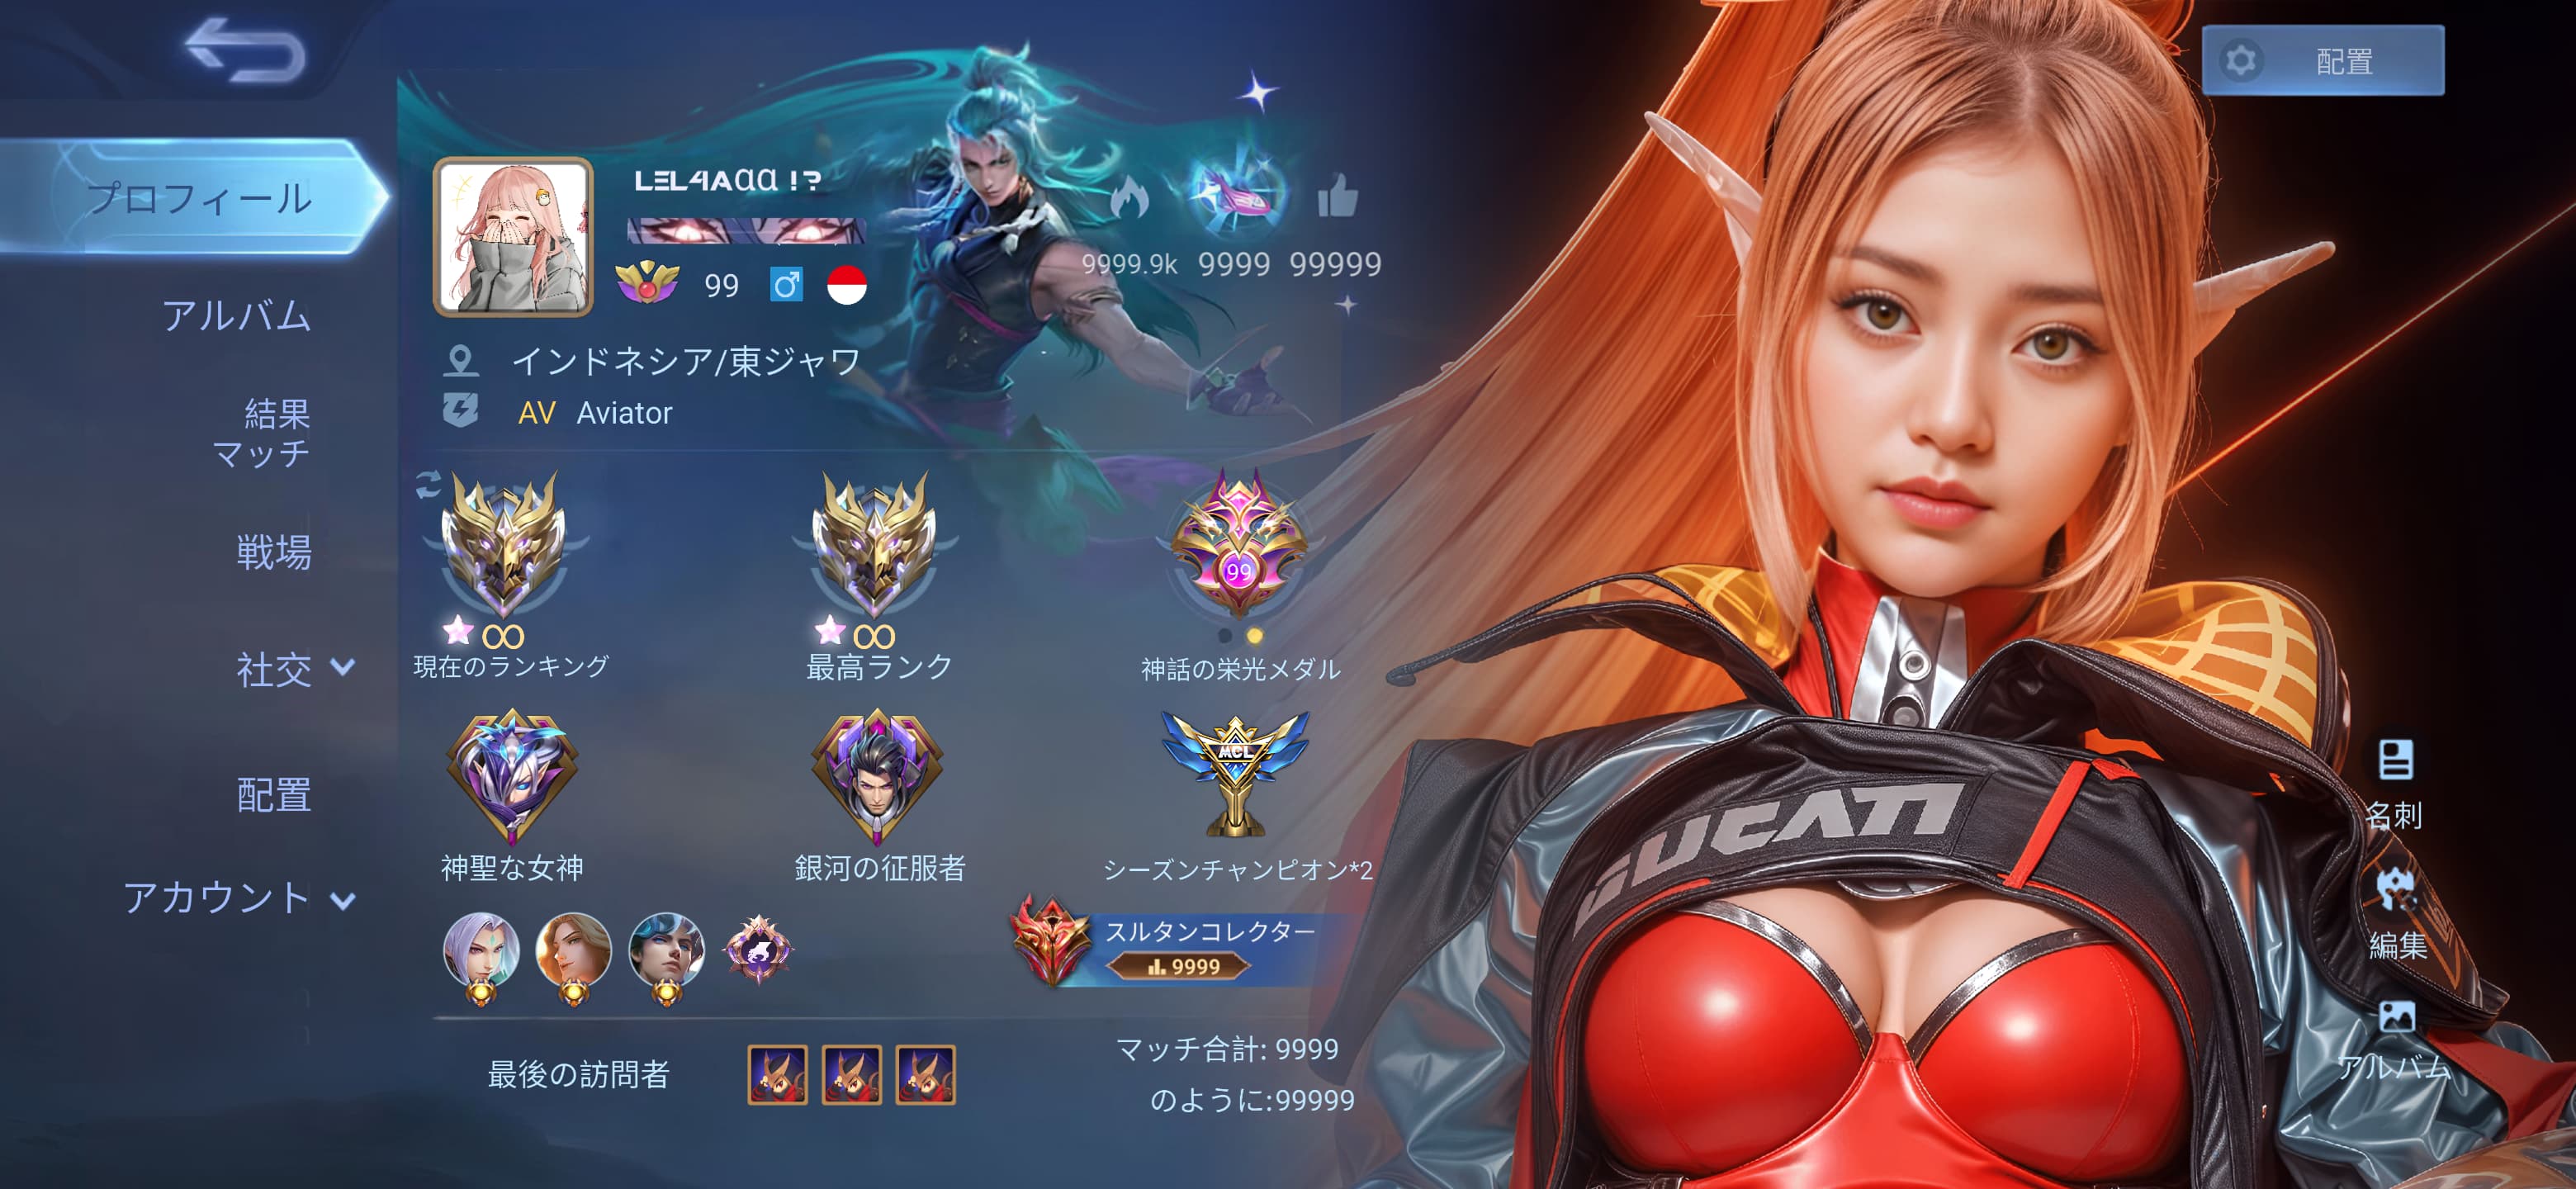 配置
プロフィール
アルバム
結果
マッチ
戦場
社交
配置
アカウント
LEL4Aαα !?
99
9999.9k 9999 99999
インドネシア/東ジャワ
AV Aviator
99
∞
∞
現在のランキング
最高ランク
神話の栄光メダル
MCL
神聖な女神
銀河の征服者
シーズンチャンピオン*2
スルタンコレクター
9999
最後の訪問者
マッチ合計: 9999
のように:99999
DUCATI
名刺
編集
アルバム